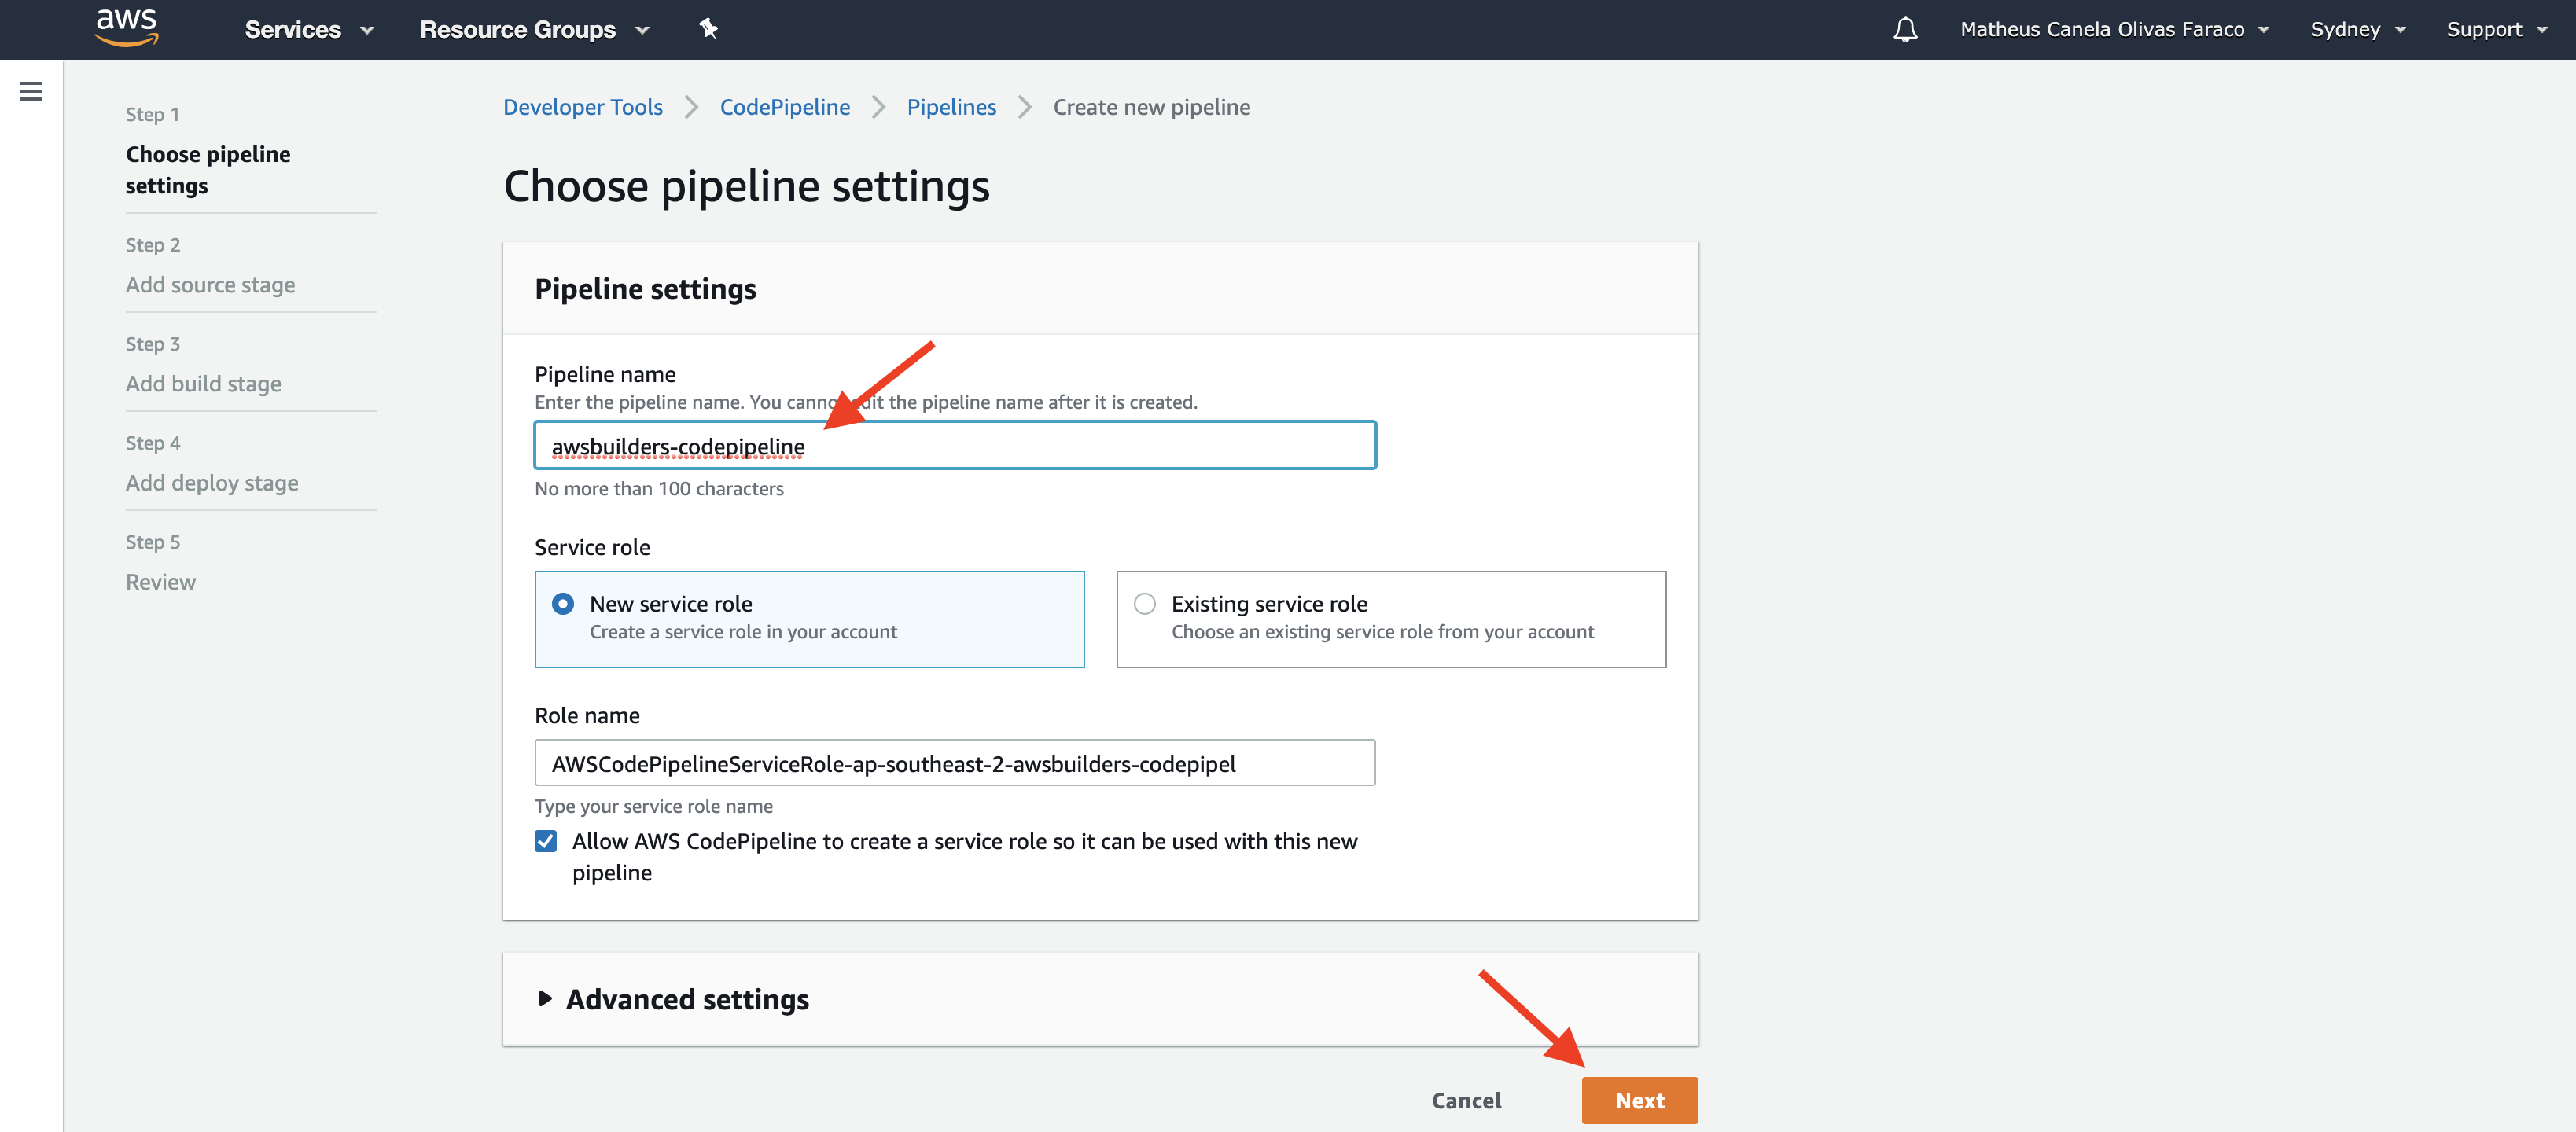 aws
Services
Resource Groups
Matheus Canela Olivas Faraco
Sydney
Support
Step 1
Choose pipeline
settings
Step 2
Add source stage
Step 3
Add build stage
Step 4
Add deploy stage
Step 5
Review
Developer Tools
CodePipeline
Pipelines
Create new pipeline
Choose pipeline settings
Pipeline settings
Pipeline name
Enter the pipeline name. You cannot edit the pipeline name after it is created.
awsbuilders-codepipeline
No more than 100 characters
Service role
New service role
Create a service role in your account
Existing service role
Choose an existing service role from your account
Role name
AWSCodePipelineServiceRole-ap-southeast-2-awsbuilders-codepipel
Type your service role name
Allow AWS CodePipeline to create a service role so it can be used with this new
pipeline
Advanced settings
Cancel
Next